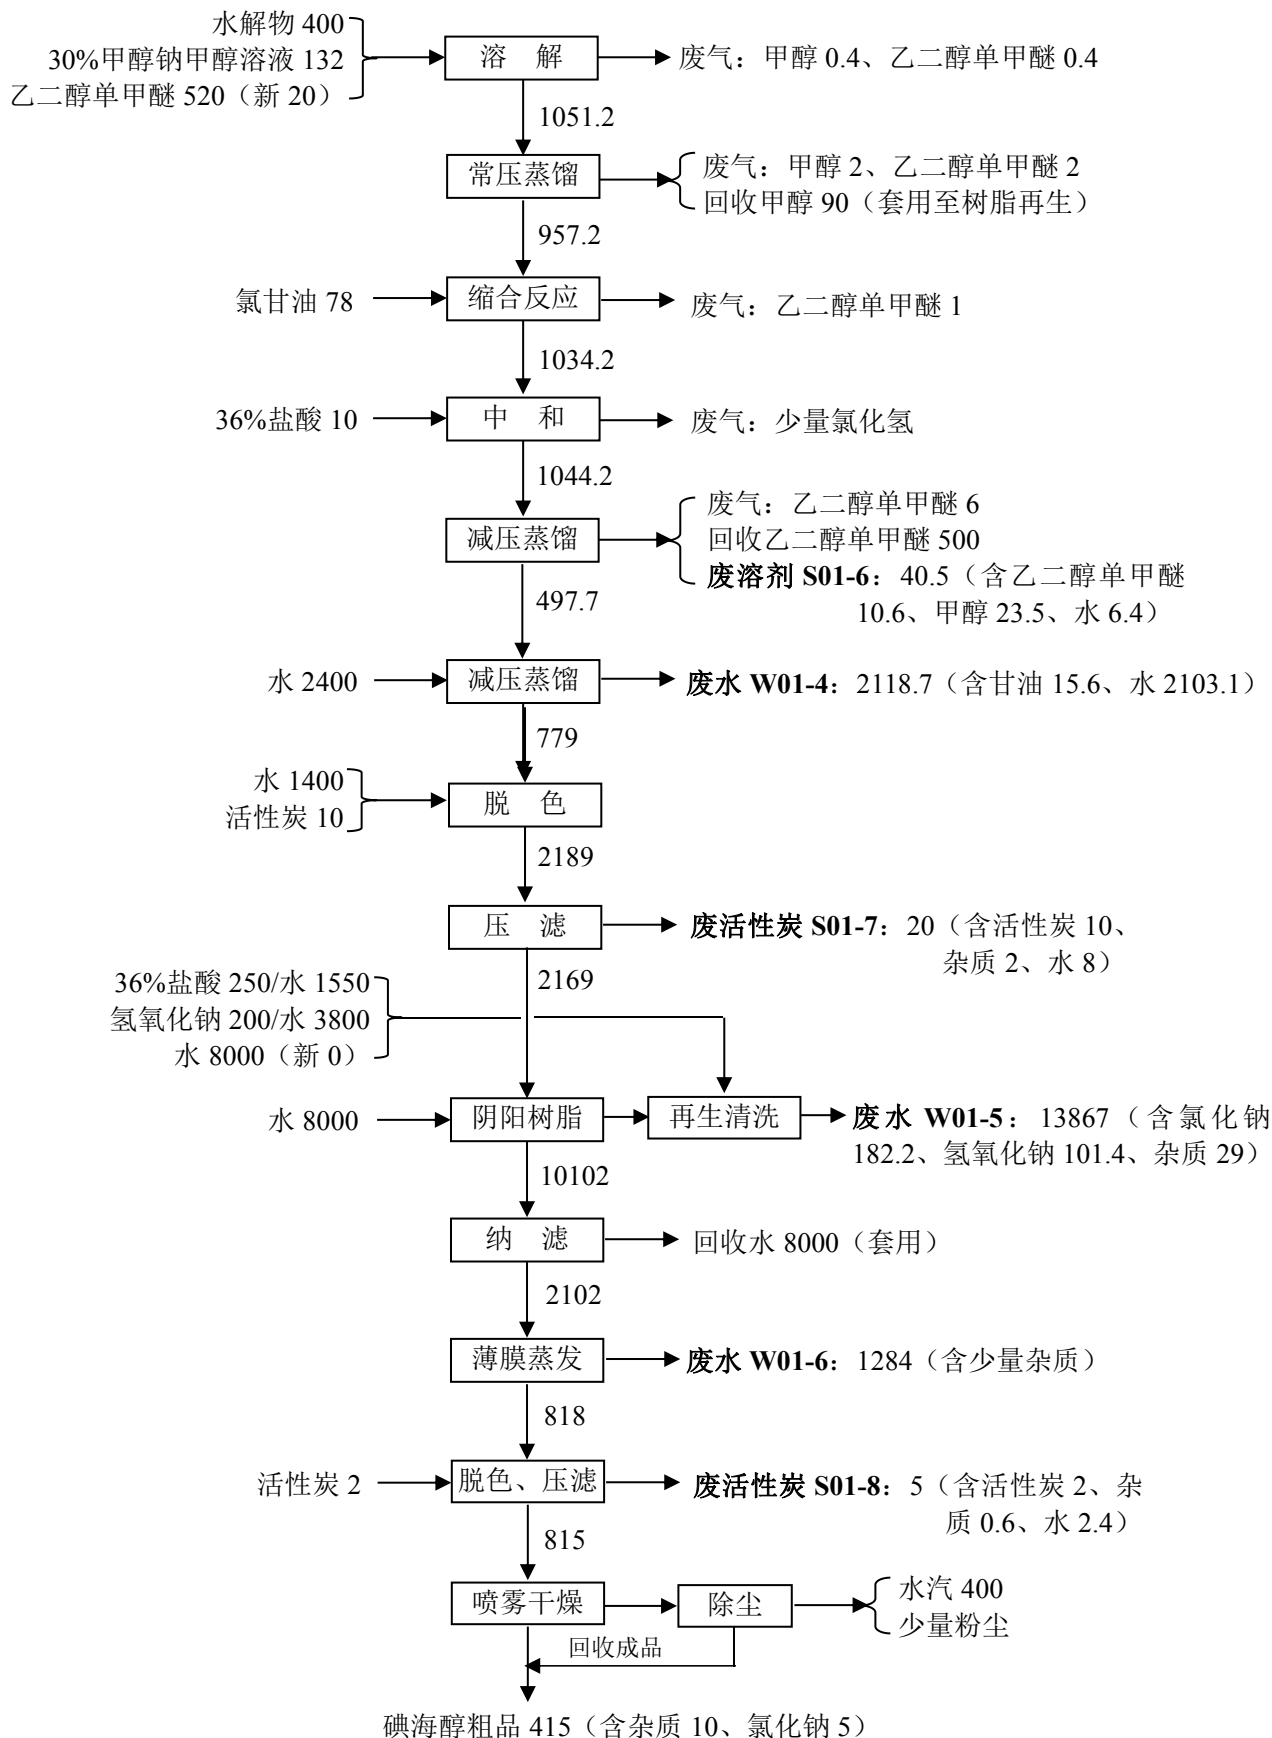 水解物 400
30%甲醇钠甲醇溶液 132
乙二醇单甲醚 520（新 20）
溶　解
废气：甲醇 0.4、乙二醇单甲醚 0.4
1051.2
常压蒸馏
废气：甲醇 2、乙二醇单甲醚 2
回收甲醇 90（套用至树脂再生）
957.2
氯甘油 78
缩合反应
废气：乙二醇单甲醚 1
1034.2
36%盐酸 10
中　和
废气：少量氯化氢
1044.2
减压蒸馏
废气：乙二醇单甲醚 6
回收乙二醇单甲醚 500
废溶剂 S01-6：40.5（含乙二醇单甲醚
10.6、甲醇 23.5、水 6.4）
497.7
水 2400
减压蒸馏
废水 W01-4：2118.7（含甘油 15.6、水 2103.1）
779
水 1400
活性炭 10
脱　色
2189
压　滤
废活性炭 S01-7：20（含活性炭 10、
杂质 2、水 8）
2169
36%盐酸 250/水 1550
氢氧化钠 200/水 3800
水 8000（新 0）
水 8000
阴阳树脂
再生清洗
废水 W01-5：13867（含氯化钠
182.2、氢氧化钠 101.4、杂质 29）
10102
纳　滤
回收水 8000（套用）
2102
薄膜蒸发
废水 W01-6：1284（含少量杂质）
818
活性炭 2
脱色、压滤
废活性炭 S01-8：5（含活性炭 2、杂
质 0.6、水 2.4）
815
喷雾干燥
除尘
水汽 400
少量粉尘
回收成品
碘海醇粗品 415（含杂质 10、氯化钠 5）